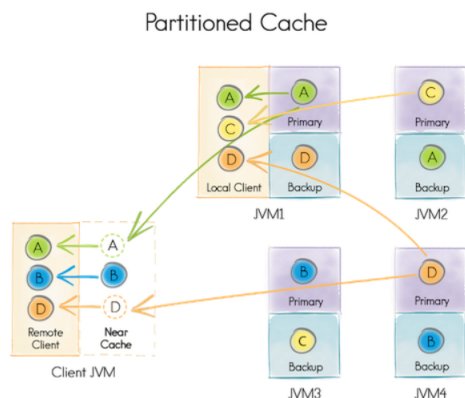 Partitioned Cache
A
A
C
C
Primary
Primary
D
D
A
Local Client
Backup
Backup
JVM1
JVM2
A
A
B
B
B
D
D
D
Primary
Primary
Remote
Client
Near
Cache
C
B
Client JVM
Backup
Backup
JVM3
JVM4